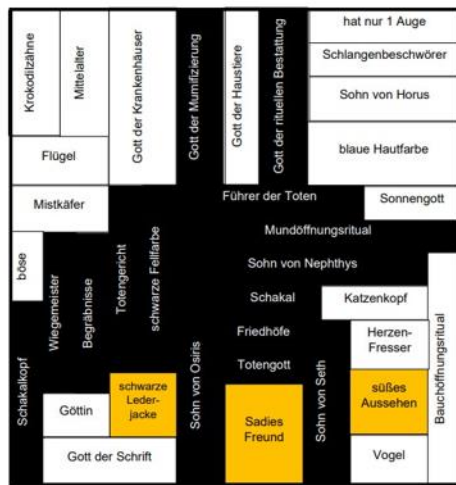 Krokodilzähne
Mittelalter
Gott der Krankenhäuser
Gott der Mumifizierung
Gott der Haustiere
Gott der rituellen Bestattung
hat nur 1 Auge
Schlangenbeschwörer
Sohn von Horus
blaue Hautfarbe
Flügel
Mistkäfer
Führer der Toten
Sonnengott
Mundöffnungsritual
böse
Wiegemeister
Begräbnisse
Totengericht
schwarze Fellfarbe
Sohn von Nephthys
Schakal
Katzenkopf
Friedhöfe
Herzen-
Fresser
Totengott
Schakalkopf
Göttin
schwarze
Leder-
jacke
Sohn von Osiris
Sadies
Freund
Sohn von Seth
süßes
Aussehen
Bauchöffnungsritual
Gott der Schrift
Vogel